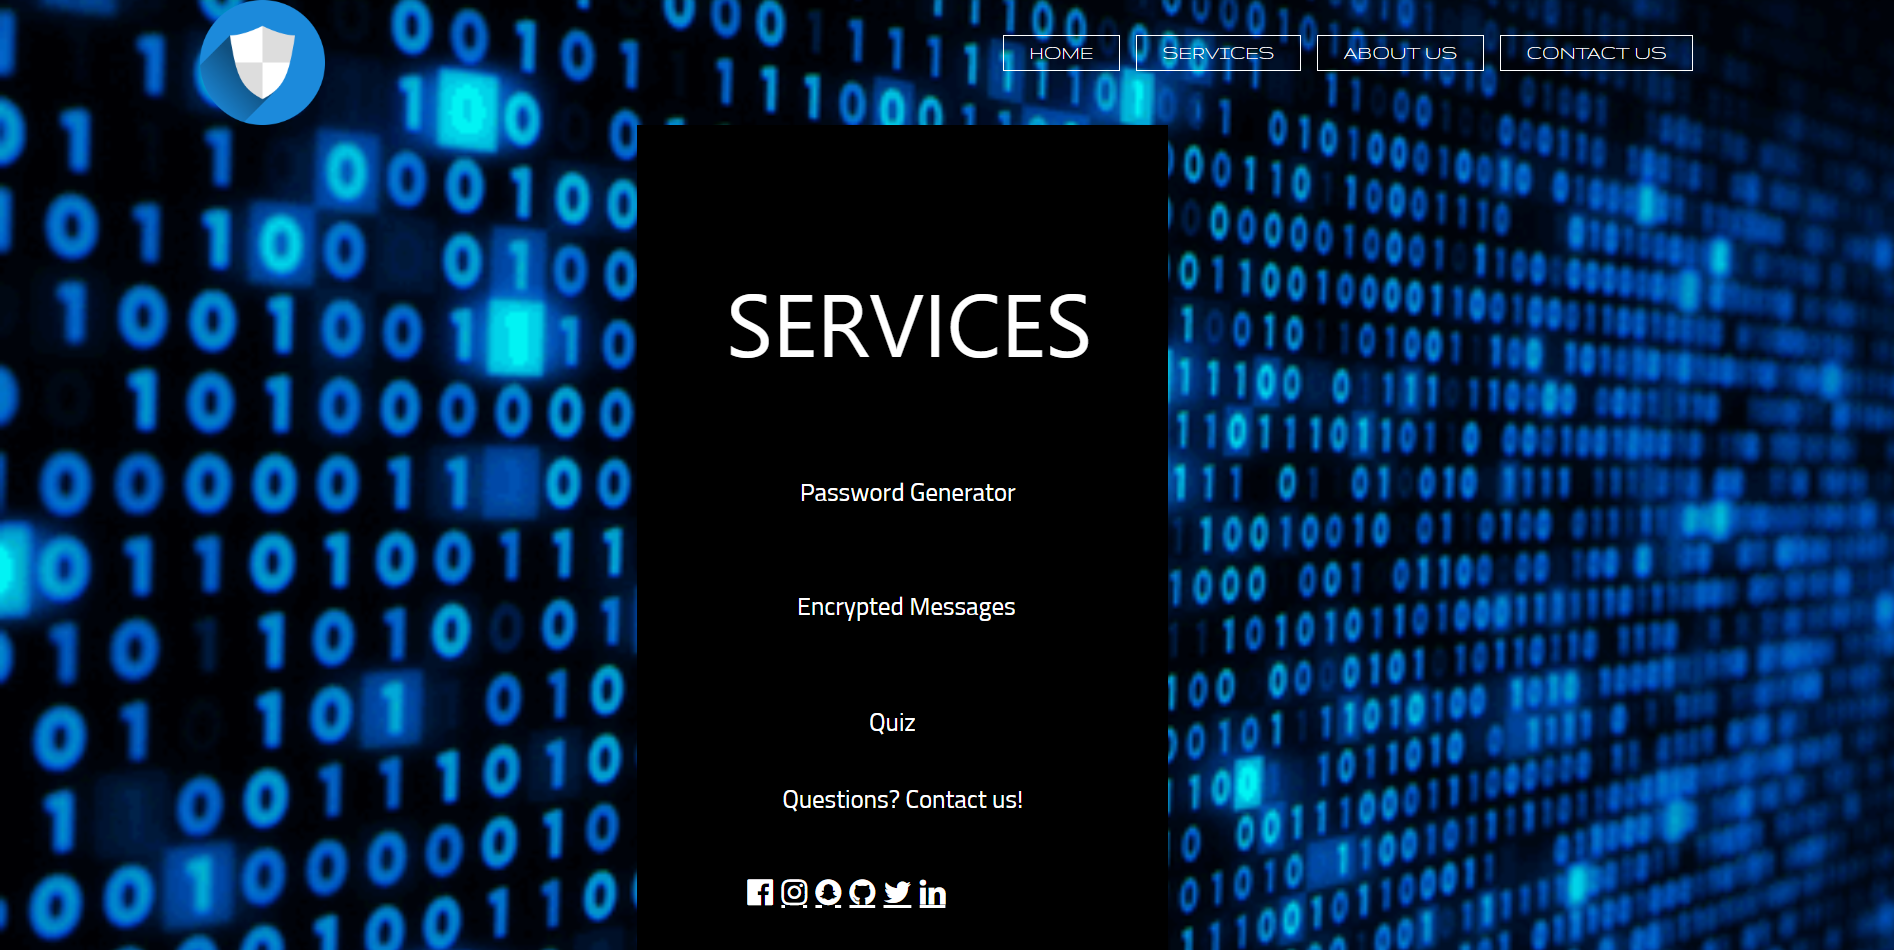 HOME
SERVICES
ABOUT US
CONTACT US
SERVICES
Password Generator
Encrypted Messages
Quiz
Questions? Contact us!